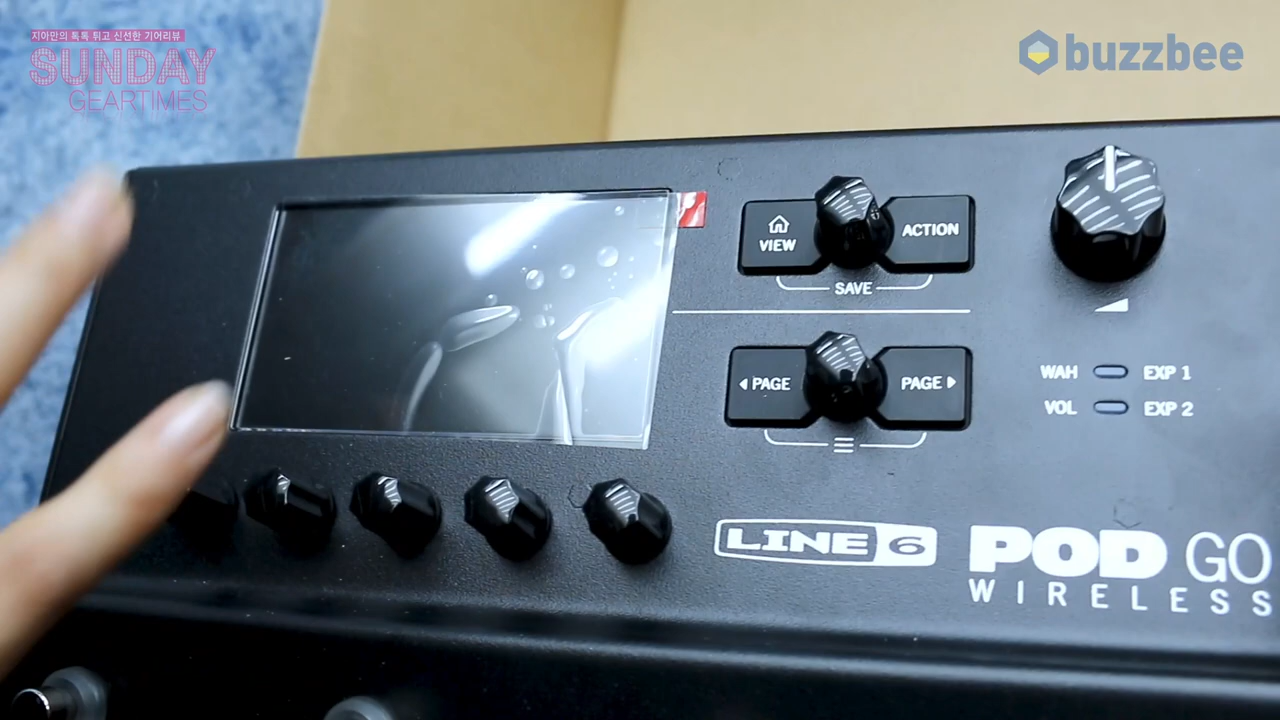 지아만의 톡톡 튀고 신선한 기어리뷰
SUNDAY
GEARTIMES
buzzbee
VIEW
ACTION
SAVE
PAGE
PAGE
WAH
EXP 1
VOL
EXP 2
LINE 6
POD GO
WIRELESS